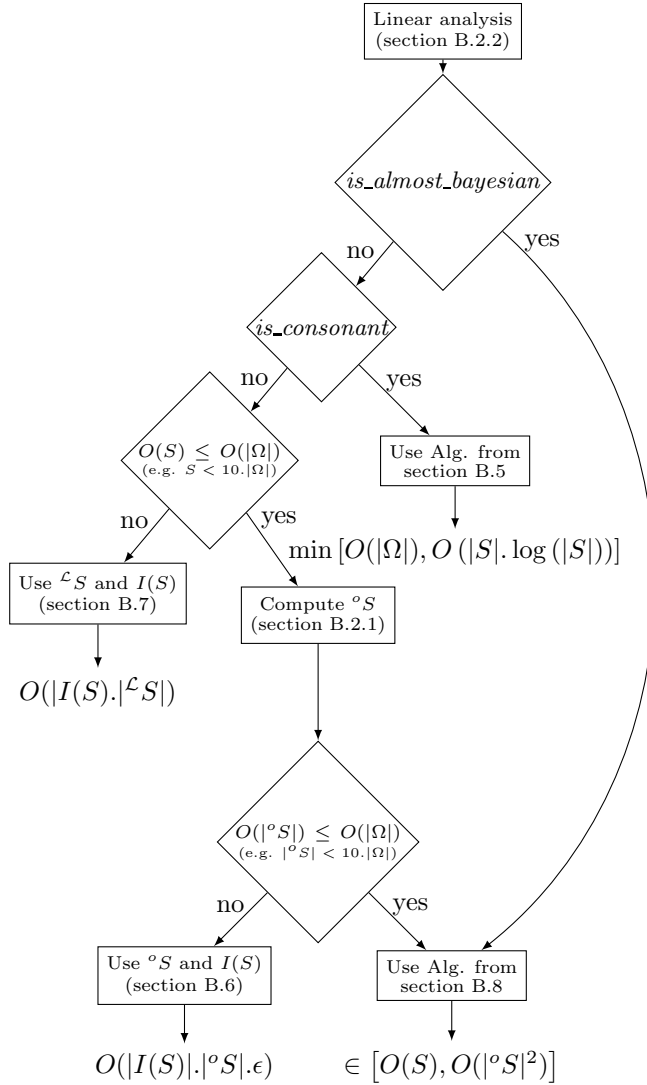 Linear analysis
(section B.2.2)
is_almost_bayesian
no
yes
is_consonant
no
yes
O(S) ≤ O(|Ω|)
(e.g. S < 10.|Ω|)
Use Alg. from
section B.5
no
yes
min [O(|Ω|), O (|S|. log (|S|))]
Use ᴸS and I(S)
(section B.7)
Compute ᵒS
(section B.2.1)
O(|I(S).|ᴸS|)
O(|ᵒS|) ≤ O(|Ω|)
(e.g. |ᵒS| < 10.|Ω|)
no
yes
Use ᵒS and I(S)
(section B.6)
Use Alg. from
section B.8
O(|I(S)|.|ᵒS|.ϵ)
∈ [O(S), O(|ᵒS|²)]